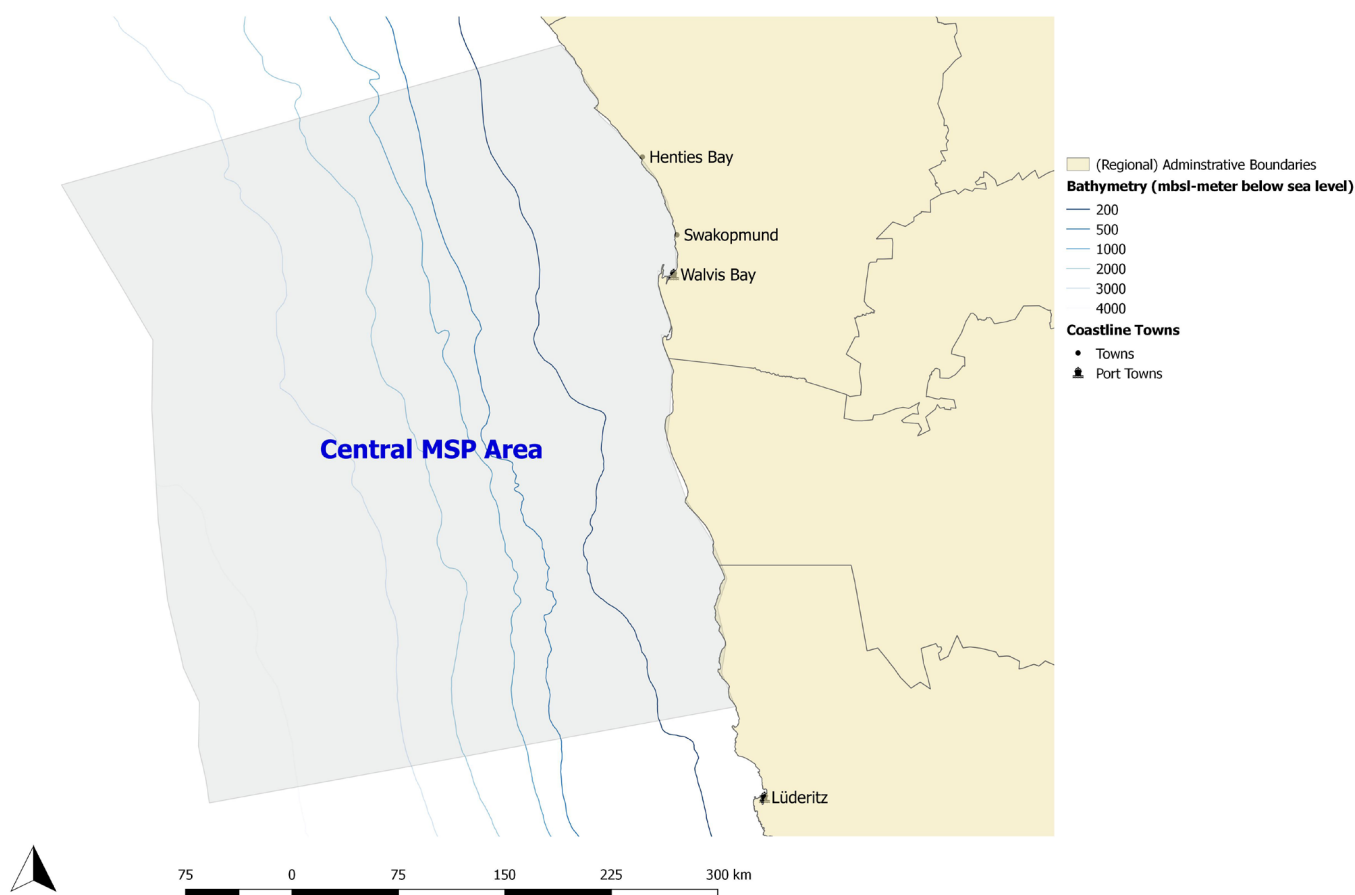 Henties Bay
Swakopmund
Walvis Bay
Central MSP Area
Lüderitz
(Regional) Adminstrative Boundaries
Bathymetry (mbsl-meter below sea level)
200
500
1000
2000
3000
4000
Coastline Towns
Towns
Port Towns
75 0 75 150 225 300 km